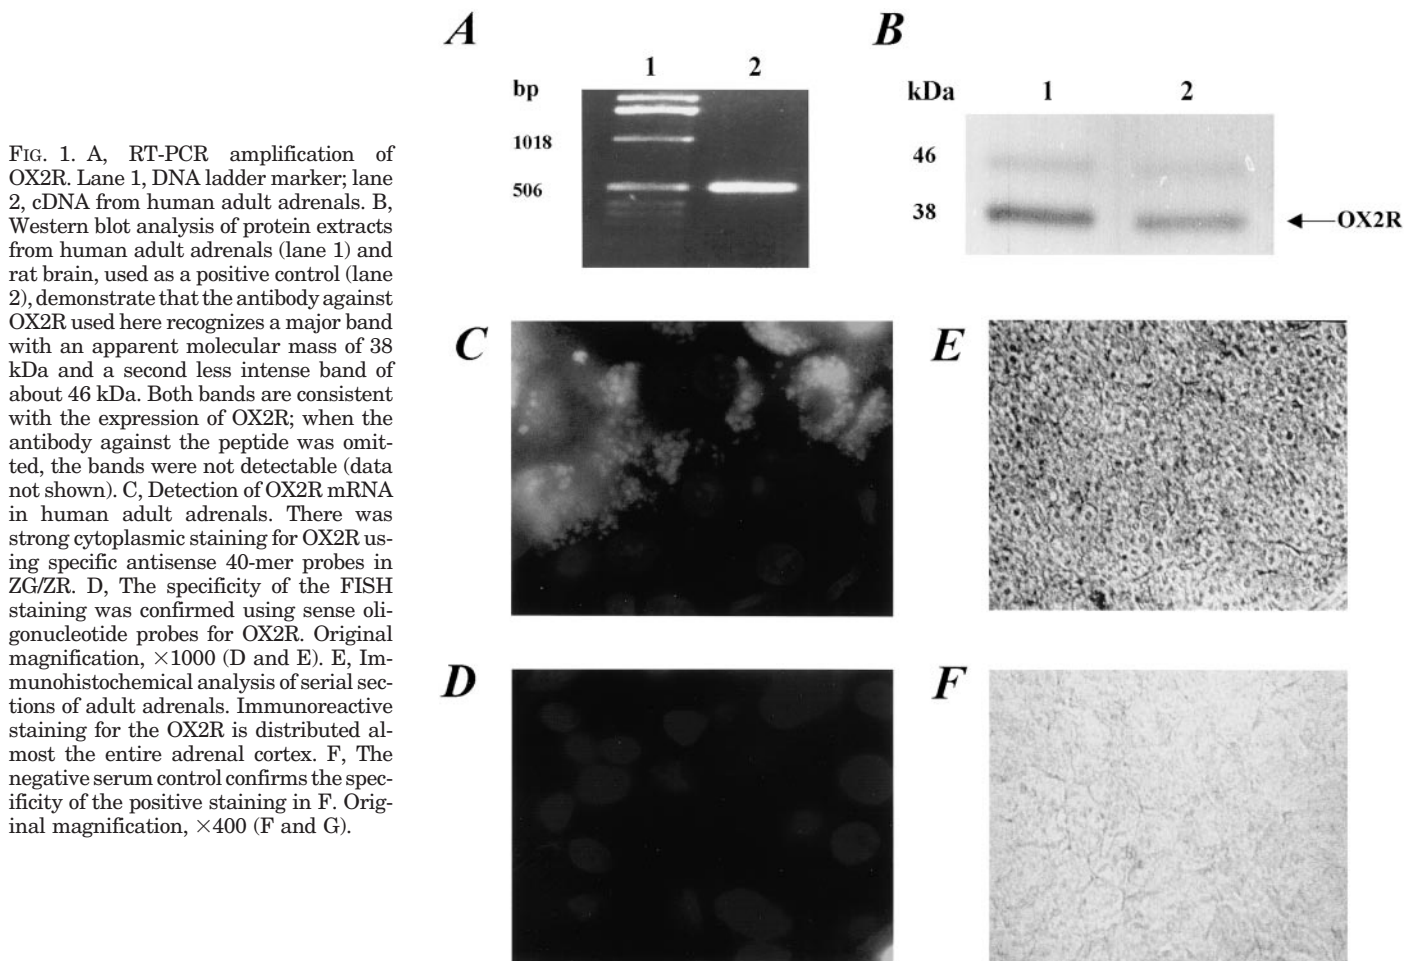 FIG. 1. A, RT-PCR amplification of
OX2R. Lane 1, DNA ladder marker; lane
2, cDNA from human adult adrenals. B,
Western blot analysis of protein extracts
from human adult adrenals (lane 1) and
rat brain, used as a positive control (lane
2), demonstrate that the antibody against
OX2R used here recognizes a major band
with an apparent molecular mass of 38
kDa and a second less intense band of
about 46 kDa. Both bands are consistent
with the expression of OX2R; when the
antibody against the peptide was omit-
ted, the bands were not detectable (data
not shown). C, Detection of OX2R mRNA
in human adult adrenals. There was
strong cytoplasmic staining for OX2R us-
ing specific antisense 40-mer probes in
ZG/ZR. D, The specificity of the FISH
staining was confirmed using sense oli-
gonucleotide probes for OX2R. Original
magnification, ×1000 (D and E). E, Im-
munohistochemical analysis of serial sec-
tions of adult adrenals. Immunoreactive
staining for the OX2R is distributed al-
most the entire adrenal cortex. F, The
negative serum control confirms the spec-
ificity of the positive staining in F. Orig-
inal magnification, ×400 (F and G).
A
1 2
bp
1018
506
B
kDa 1 2
46
38
OX2R
C
E
D
F